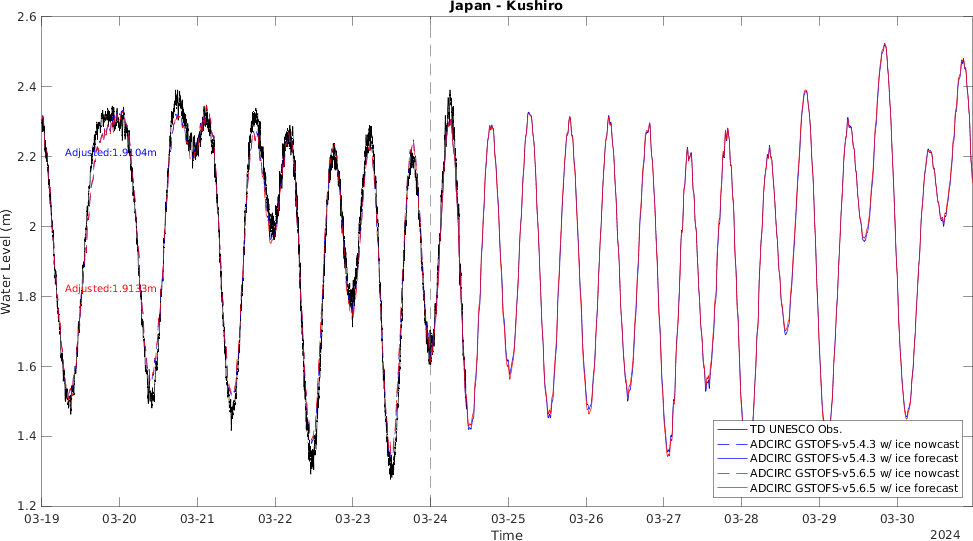 Japan - Kushiro
2.6
2.4
2.2
2
1.8
1.6
1.4
1.2
Water Level (m)
Adjusted:1.9104m
Adjusted:1.9133m
TD UNESCO Obs.
ADCIRC GSTOFS-v5.4.3 w/ ice nowcast
ADCIRC GSTOFS-v5.4.3 w/ ice forecast
ADCIRC GSTOFS-v5.6.5 w/ ice nowcast
ADCIRC GSTOFS-v5.6.5 w/ ice forecast
03-19 03-20 03-21 03-22 03-23 03-24 03-25 03-26 03-27 03-28 03-29 03-30
Time
2024